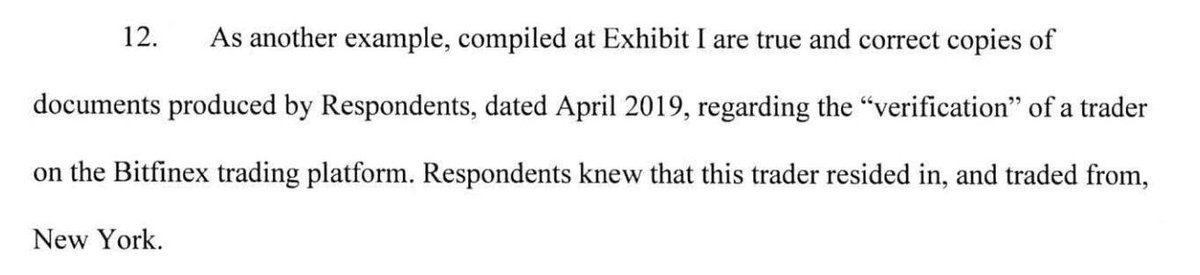 12. As another example, compiled at Exhibit I are true and correct copies of
documents produced by Respondents, dated April 2019, regarding the “verification” of a trader
on the Bitfinex trading platform. Respondents knew that this trader resided in, and traded from,
New York.